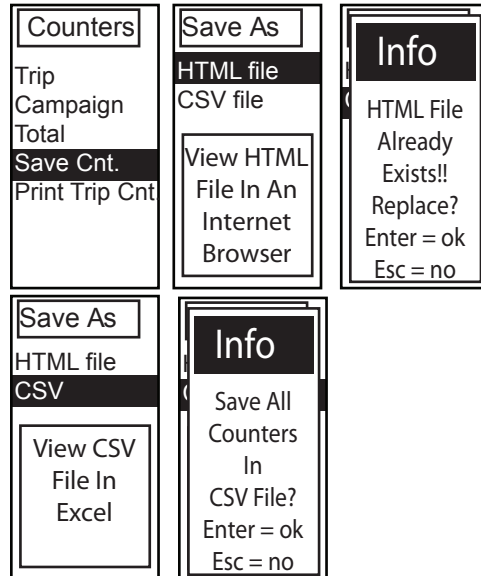 Counters
Trip
Campaign
Total
Save Cnt.
Print Trip Cnt.
Save As
HTML file
CSV file
View HTML
File In An
Internet
Browser
Info
HTML File
Already
Exists!!
Replace?
Enter = ok
Esc = no
Save As
HTML file
CSV
View CSV
File In
Excel
Info
Save All
Counters
In
CSV File?
Enter = ok
Esc = no